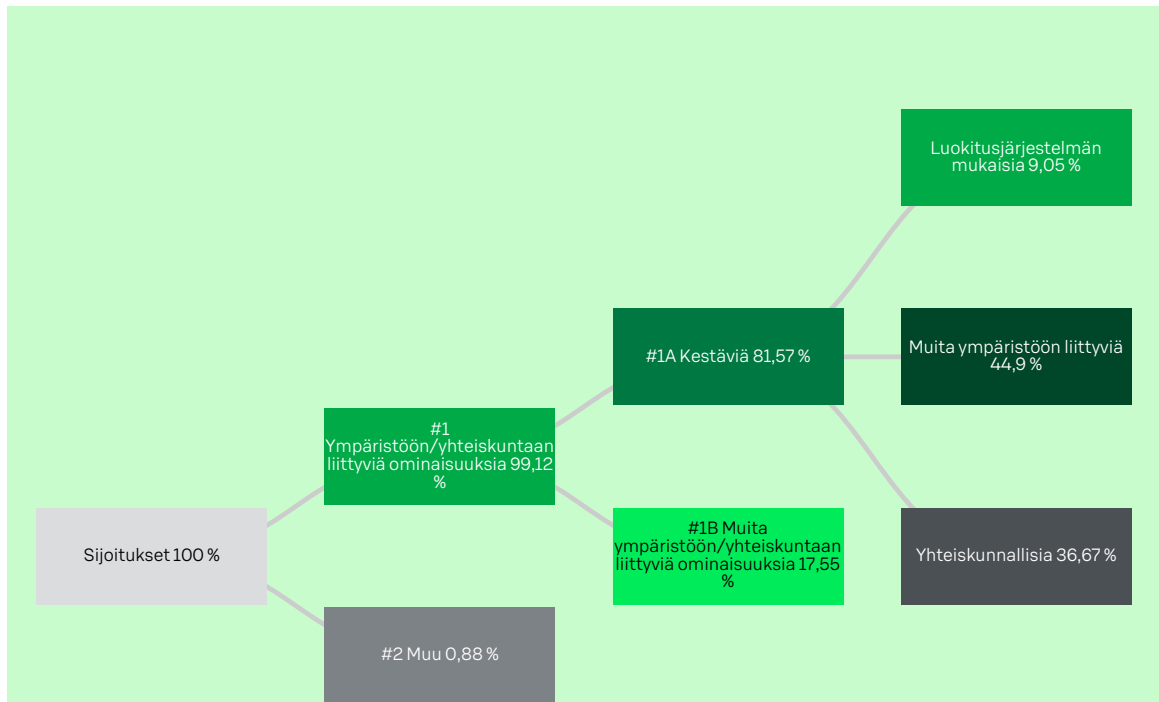 Luokitusjärjestelmän
mukaisia 9,05 %
#1A Kestäviä 81,57 %
Muita ympäristöön liittyviä
44,9 %
#1
Ympäristöön/yhteiskuntaan
liittyviä ominaisuuksia 99,12
%
Sijoitukset 100 %
#1B Muita
ympäristöön/yhteiskuntaan
liittyviä ominaisuuksia 17,55
%
Yhteiskunnallisia 36,67 %
#2 Muu 0,88 %